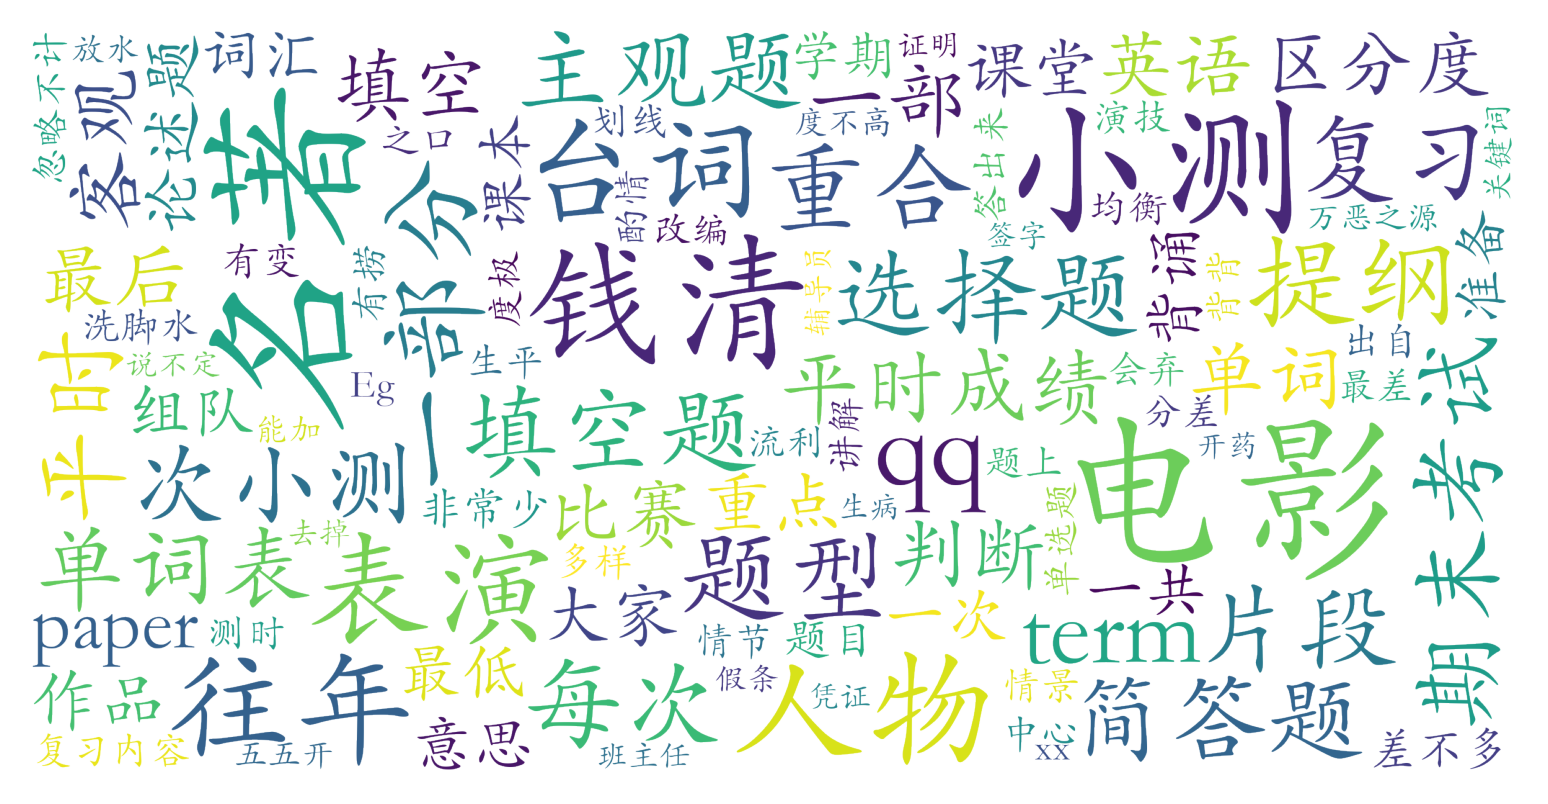 忽略不计
放水
客观
论述题
词汇
填空
主观题
学期
证明
一部
课堂
英语
区分度
著名
之口
课本
划线
台词
度不高
重合
答出来
演技
小测
复习
关键词
一部分
酌情
改编
均衡
签字
万恶之源
最后
有变
有捞
度极
钱清
辅导员
选择题
背诵
背背
提纲
准备
洗脚水
平时
说不定
组队
Eg
生平
平时成绩
会弃
单词
出自
最差
期末考试
能加
填空题
流利
讲解
qq
题上
分差
开药
电影
次小测
非常少
比赛
重点
生病
单选题
单词表
去掉
表演
多样
题型
判断
一共
paper
测时
大家
情节
题目
一次
term
片段
作品
往年
最低
每次
假条
人物
凭证
情景
简答题
复习内容
五五开
意思
班主任
中心
xx
差不多